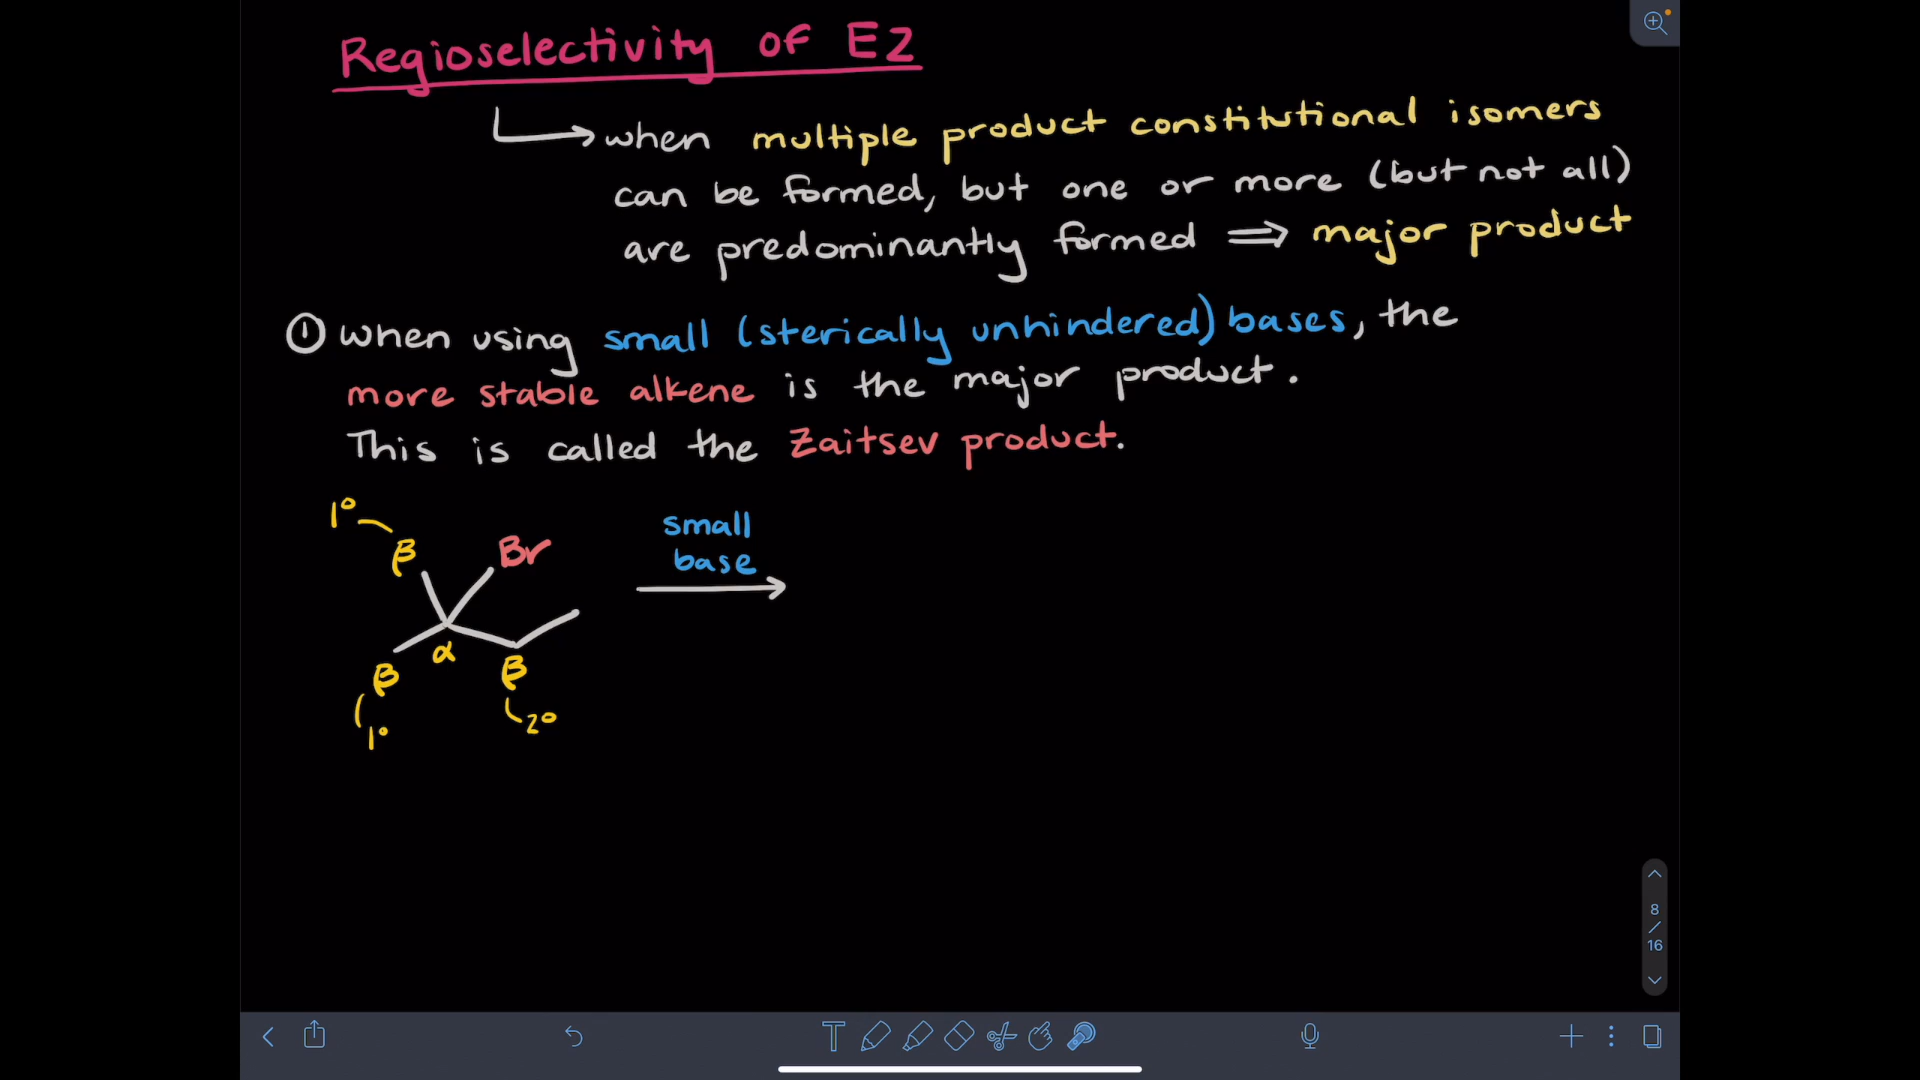 Regioselectivity of E2
when multiple product constitutional isomers
can be formed, but one or more (but not all)
are predominantly formed ⇒ major product
① when using small (sterically unhindered) bases, the
more stable alkene is the major product.
This is called the Zaitsev product.
1°
β
Br
small
base
β
α
β
1°
2°
8
/
16